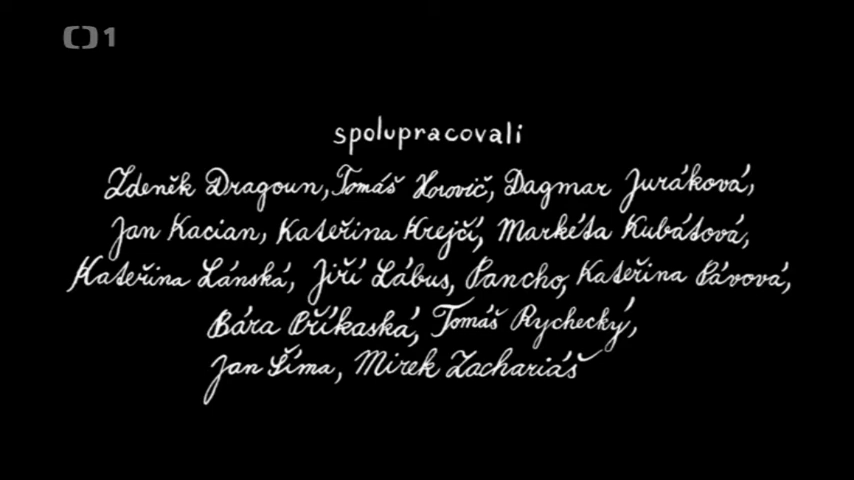 ČT1
spolupracovali
Zdeněk Dragoun, Tomáš Horovič, Dagmar Juráková,
Jan Kacian, Kateřina Krejčí, Markéta Kubátová,
Kateřina Lánská, Jiří Lábus, Pancho, Kateřina Pávová,
Bára Příkaská, Tomáš Rychecký,
Jan Šíma, Mirek Zachariáš